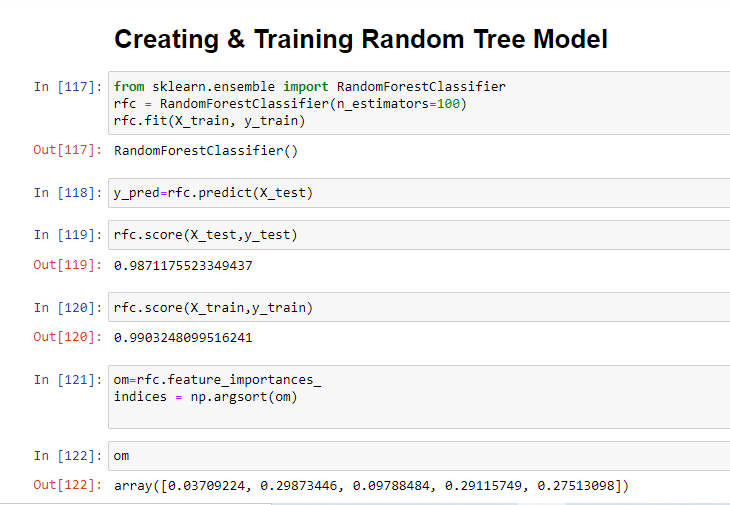 Creating & Training Random Tree Model
In [117]: from sklearn.ensemble import RandomForestClassifier
rfc = RandomForestClassifier(n_estimators=100)
rfc.fit(X_train, y_train)
Out[117]: RandomForestClassifier()
In [118]: y_pred=rfc.predict(X_test)
In [119]: rfc.score(X_test,y_test)
Out[119]: 0.9871175523349437
In [120]: rfc.score(X_train,y_train)
Out[120]: 0.9903248099516241
In [121]: om=rfc.feature_importances_
indices = np.argsort(om)
In [122]: om
Out[122]: array([0.03709224, 0.29873446, 0.09788484, 0.29115749, 0.27513098])